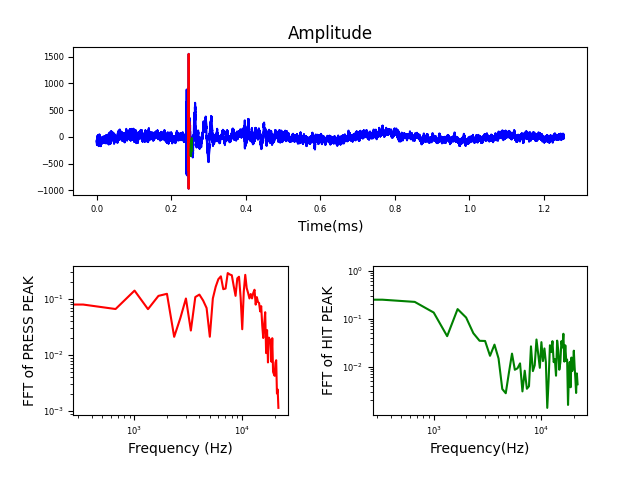 Amplitude
1500
1000
500
0
−500
−1000
0.0 0.2 0.4 0.6 0.8 1.0 1.2
Time(ms)
FFT of PRESS PEAK
10⁻¹
10⁻²
10⁻³
10³ 10⁴
Frequency (Hz)
FFT of HIT PEAK
10⁰
10⁻¹
10⁻²
10³ 10⁴
Frequency(Hz)